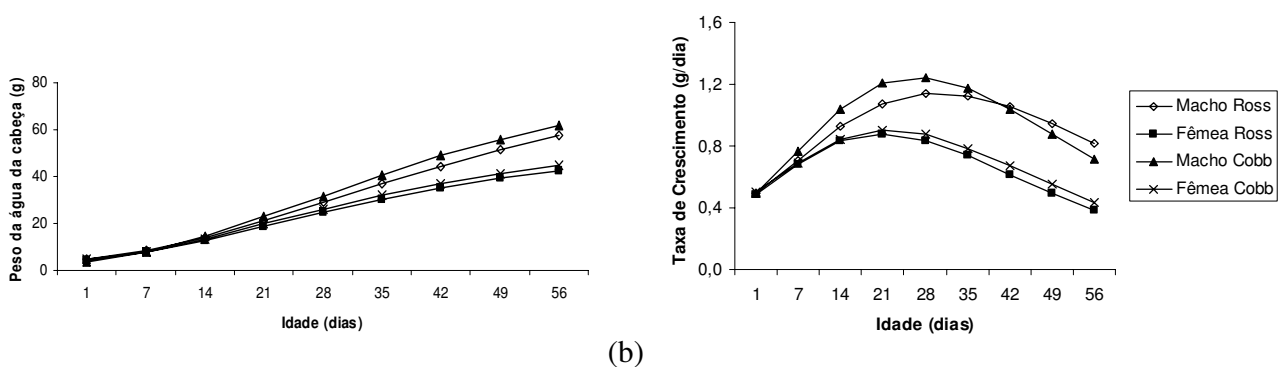 Peso da água da cabeça (g)
80
60
40
20
0
1 7 14 21 28 35 42 49 56
Idade (dias)
Taxa de Crescimento (g/dia)
1,6
1,2
0,8
0,4
0,0
1 7 14 21 28 35 42 49 56
Idade (dias)
Macho Ross
Fêmea Ross
Macho Cobb
Fêmea Cobb
(b)